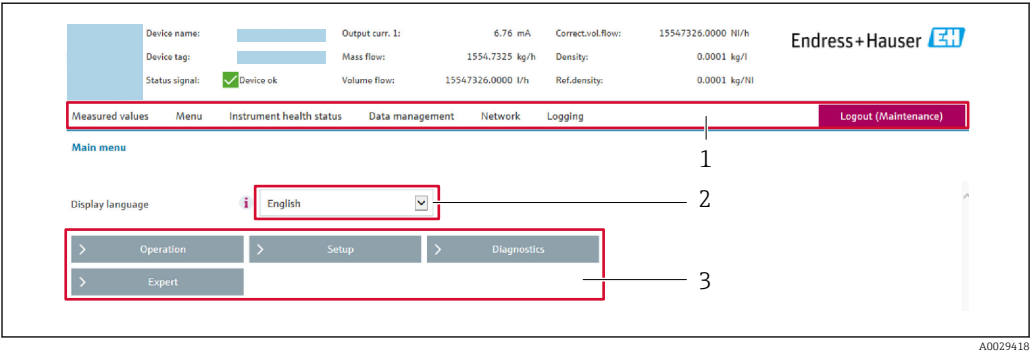 Device name: Output curr. 1: 6.76 mA Correct.vol.flow: 15547326.0000 Nl/h
Endress+Hauser EH
Device tag: Mass flow: 1554.7325 kg/h Density: 0.0001 kg/l
Status signal: Device ok Volume flow: 15547326.0000 l/h Ref.density: 0.0001 kg/Nl
Measured values Menu Instrument health status Data management Network Logging Logout (Maintenance)
1
Main menu
Display language i English 2
> Operation > Setup > Diagnostics
> Expert 3
A0029418